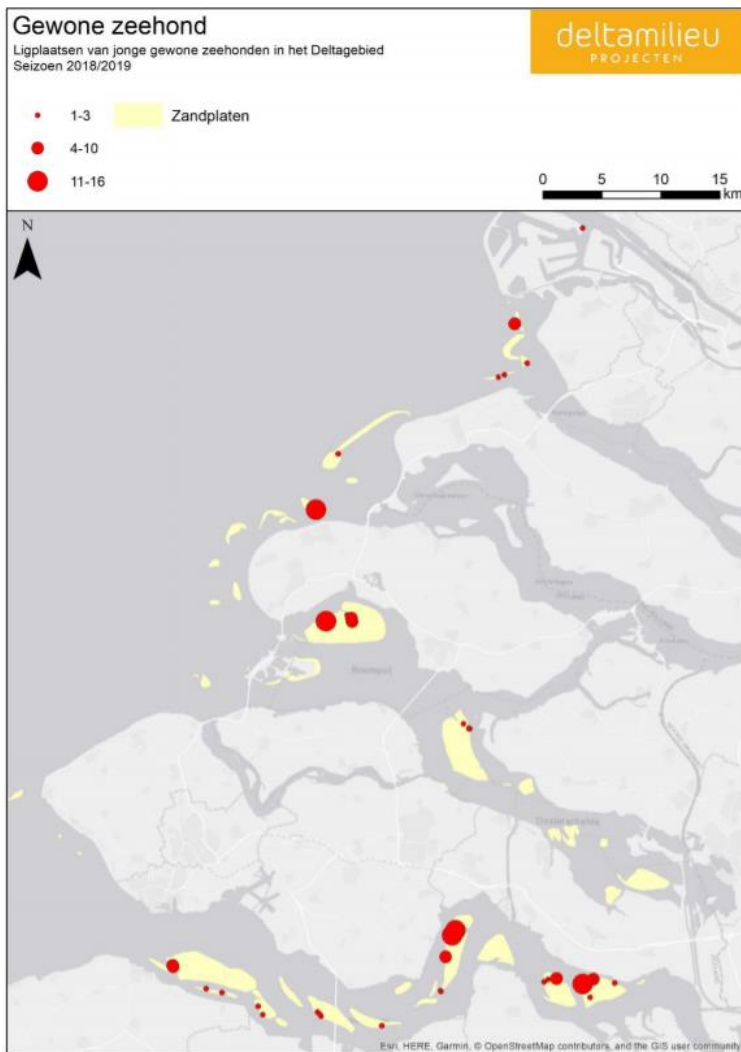 Gewone zeehond
Ligplaatsen van jonge gewone zeehonden in het Deltagebied
Seizoen 2018/2019
deltamilieu
PROJECTEN
1-3
Zandplaten
4-10
11-16
0 5 10 15
km
N
Roompot
Oosterschelde
Esri, HERE, Garmin, © OpenStreetMap contributors, and the GIS user community